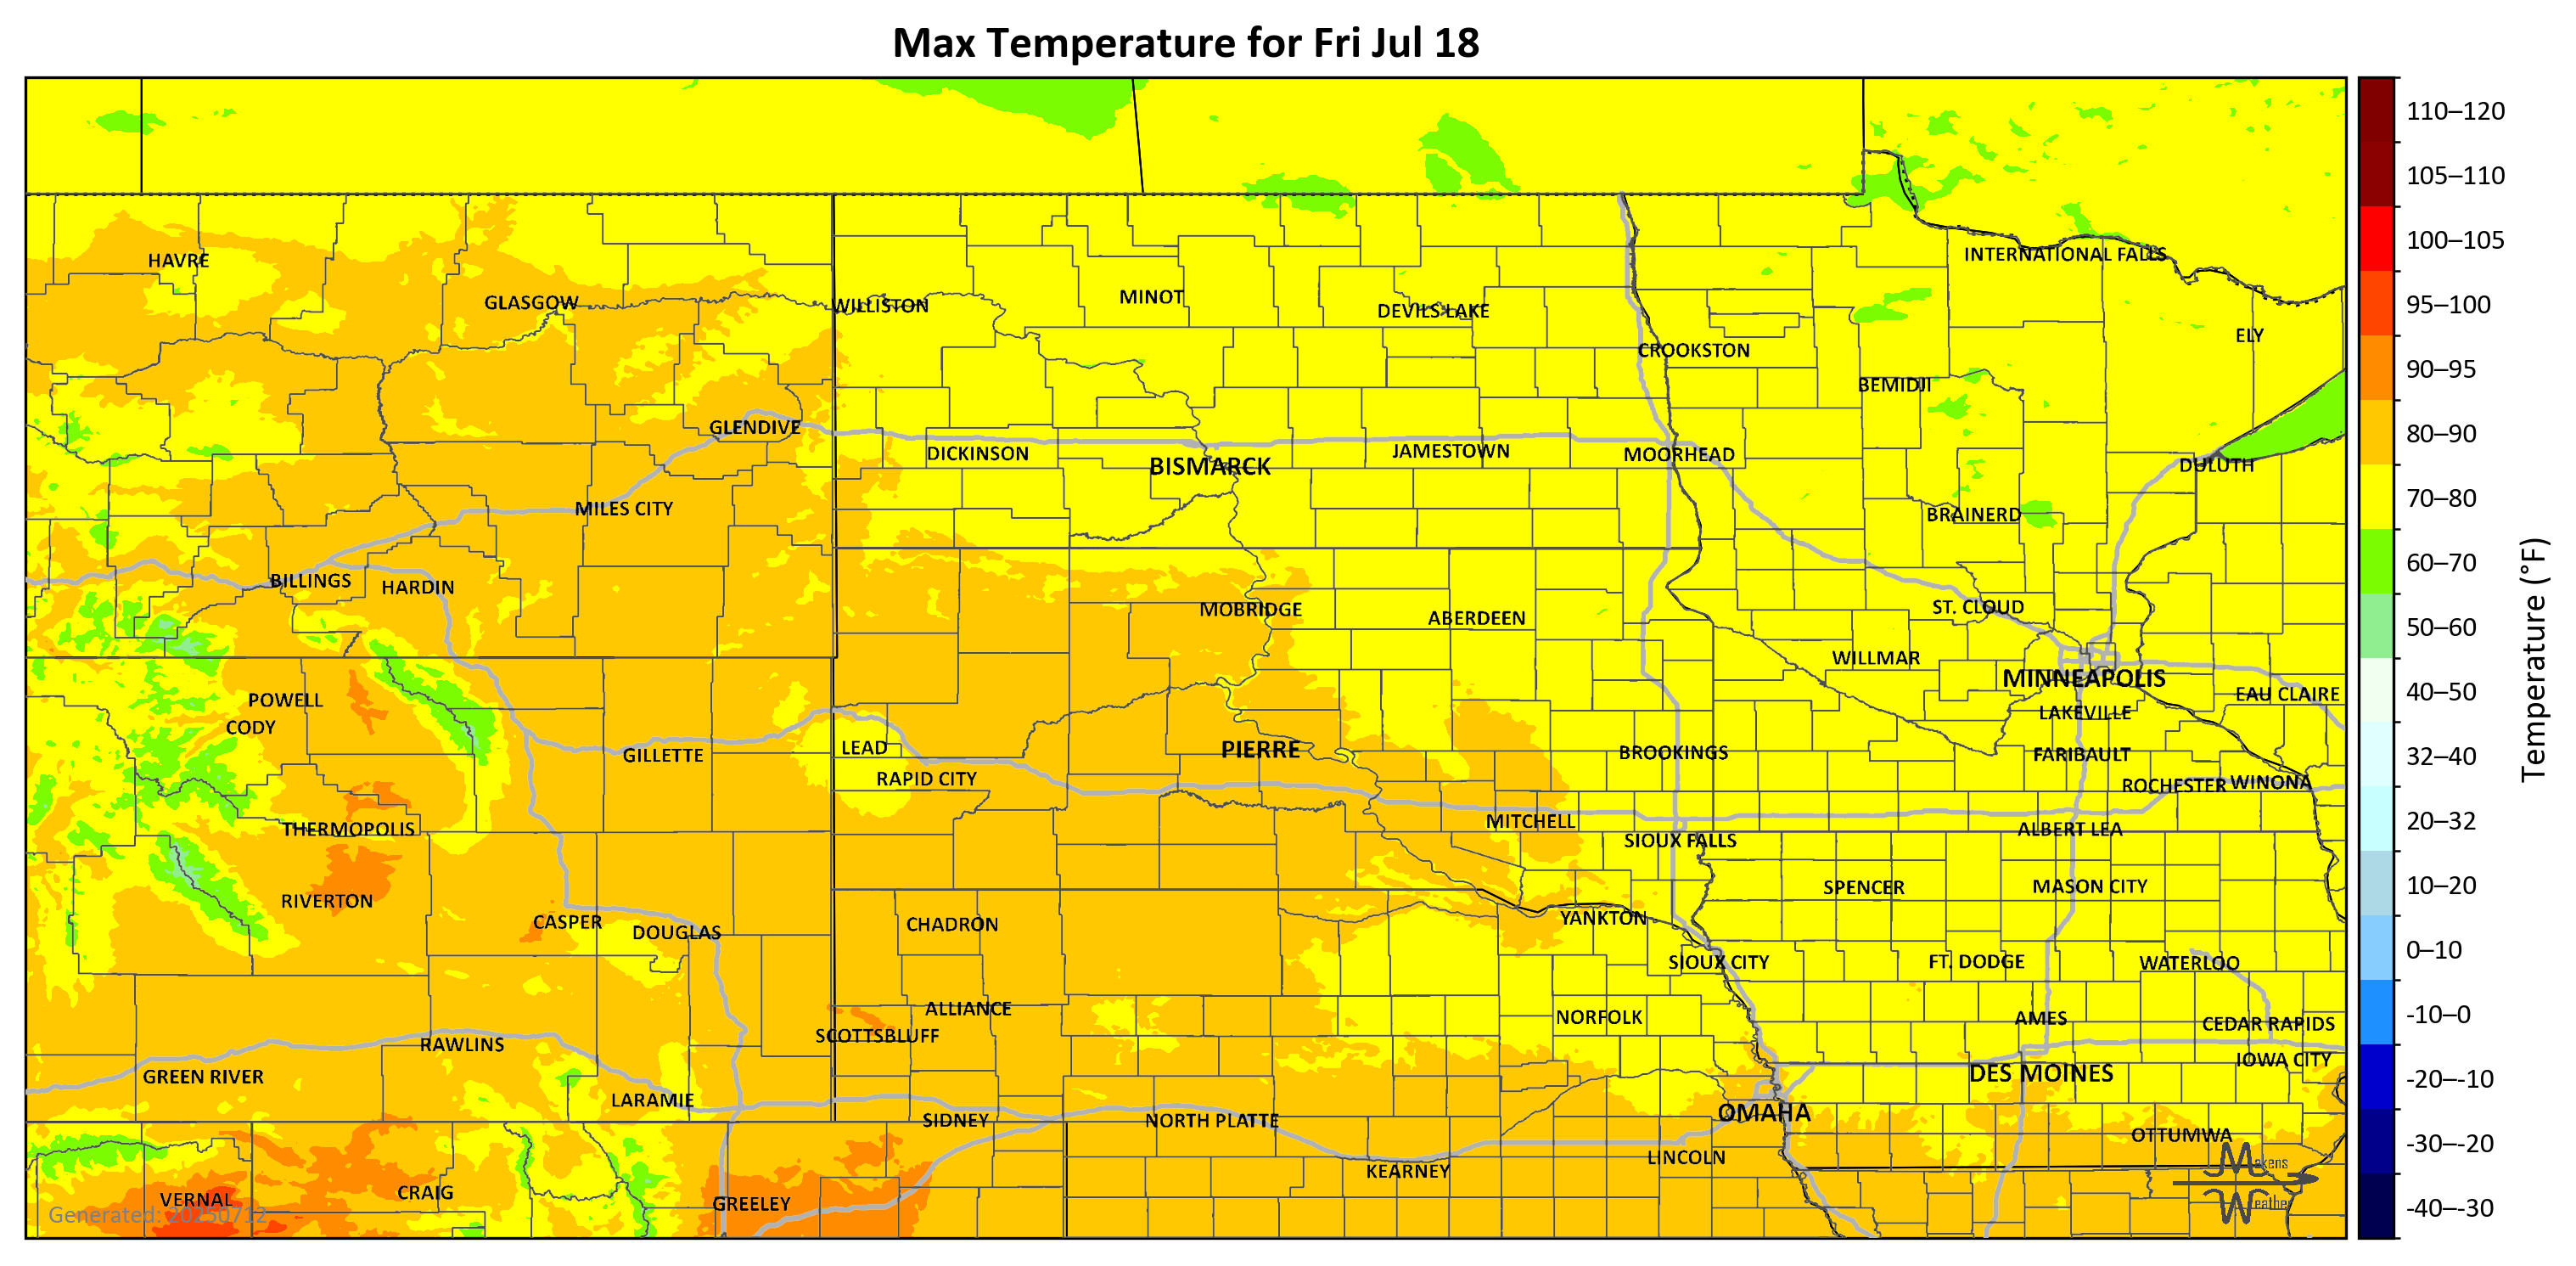 Max Temperature for Fri Jul 18
HAVRE
GLASGOW
WILLISTON
MINOT
DEVILS LAKE
CROOKSTON
INTERNATIONAL FALLS
ELY
BEMIDJI
GLENDIVE
DICKINSON
BISMARCK
JAMESTOWN
MOORHEAD
DULUTH
MILES CITY
BRAINERD
BILLINGS
HARDIN
MOBRIDGE
ABERDEEN
ST. CLOUD
WILLMAR
MINNEAPOLIS
EAU CLAIRE
LAKEVILLE
POWELL
CODY
GILLETTE
LEAD
RAPID CITY
PIERRE
BROOKINGS
FARIBAULT
ROCHESTER
WINONA
THERMOPOLIS
MITCHELL
SIOUX FALLS
ALBERT LEA
RIVERTON
CASPER
DOUGLAS
CHADRON
YANKTON
SPENCER
MASON CITY
SIOUX CITY
FT. DODGE
WATERLOO
ALLIANCE
SCOTTSBLUFF
NORFOLK
AMES
CEDAR RAPIDS
IOWA CITY
RAWLINS
GREEN RIVER
LARAMIE
SIDNEY
NORTH PLATTE
OMAHA
DES MOINES
OTTUMWA
KEARNEY
LINCOLN
VERNAL
CRAIG
GREELEY
Generated: 20250712
Makens
Weather
110–120
105–110
100–105
95–100
90–95
80–90
70–80
60–70
50–60
40–50
32–40
20–32
10–20
0–10
-10–0
-20–-10
-30–-20
-40–-30
Temperature (°F)